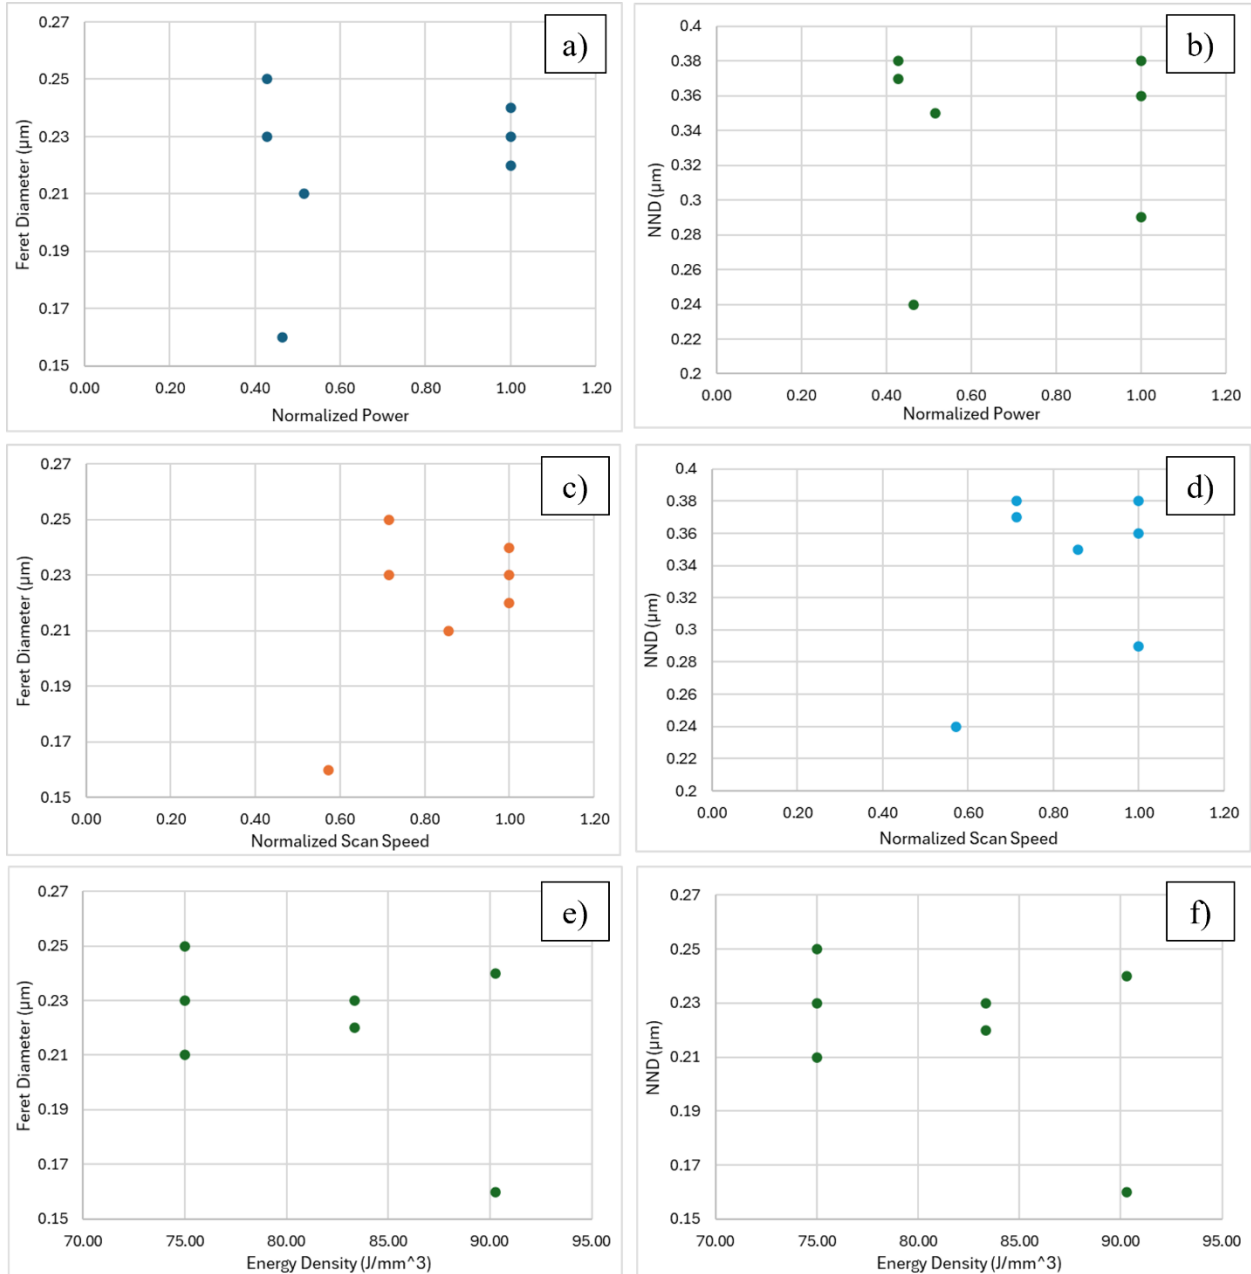 a)
0.27
0.25
0.23
0.21
0.19
0.17
0.15
Feret Diameter (µm)
0.00 0.20 0.40 0.60 0.80 1.00 1.20
Normalized Power
b)
0.4
0.38
0.36
0.34
0.32
0.3
0.28
0.26
0.24
0.22
0.2
NND (µm)
0.00 0.20 0.40 0.60 0.80 1.00 1.20
Normalized Power
c)
0.27
0.25
0.23
0.21
0.19
0.17
0.15
Feret Diameter (µm)
0.00 0.20 0.40 0.60 0.80 1.00 1.20
Normalized Scan Speed
d)
0.4
0.38
0.36
0.34
0.32
0.3
0.28
0.26
0.24
0.22
0.2
NND (µm)
0.00 0.20 0.40 0.60 0.80 1.00 1.20
Normalized Scan Speed
e)
0.27
0.25
0.23
0.21
0.19
0.17
0.15
Feret Diameter (µm)
70.00 75.00 80.00 85.00 90.00 95.00
Energy Density (J/mm^3)
f)
0.27
0.25
0.23
0.21
0.19
0.17
0.15
NND (µm)
70.00 75.00 80.00 85.00 90.00 95.00
Energy Density (J/mm^3)